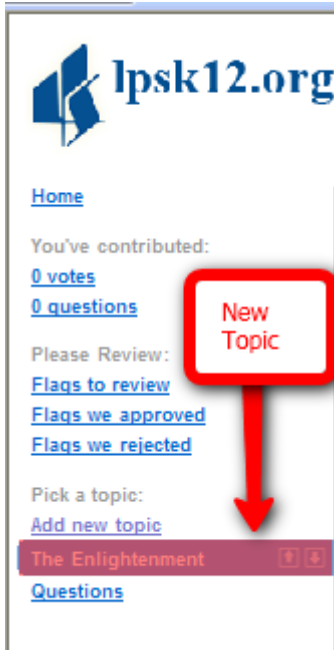 lpsk12.org
Home
You've contributed:
0 votes
0 questions
New
Topic
Please Review:
Flags to review
Flags we approved
Flags we rejected
Pick a topic:
Add new topic
The Enlightenment
Questions